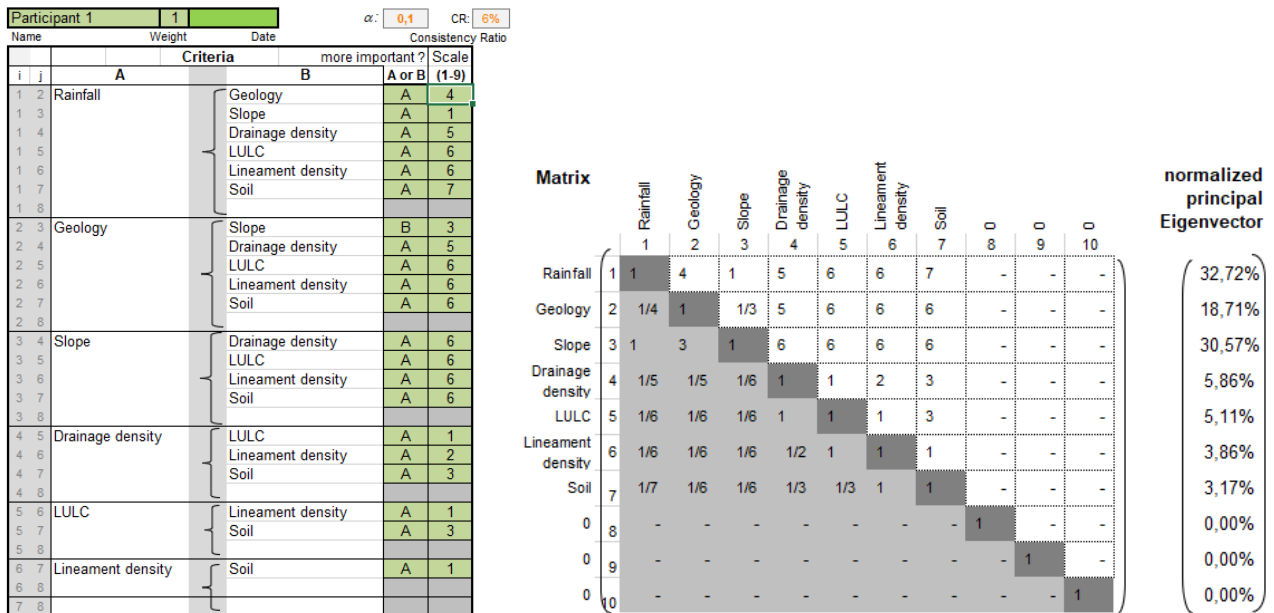 Participant 1 1 α: 0,1 CR: 6%
Name Weight Date Consistency Ratio
Criteria more important ? Scale
i j A B A or B (1-9)
1 2 Rainfall Geology A 4
1 3 Slope A 1
1 4 Drainage density A 5
1 5 LULC A 6
1 6 Lineament density A 6
1 7 Soil A 7
1 8
2 3 Geology Slope B 3
2 4 Drainage density A 5
2 5 LULC A 6
2 6 Lineament density A 6
2 7 Soil A 6
2 8
3 4 Slope Drainage density A 6
3 5 LULC A 6
3 6 Lineament density A 6
3 7 Soil A 6
3 8
4 5 Drainage density LULC A 1
4 6 Lineament density A 2
4 7 Soil A 3
4 8
5 6 LULC Lineament density A 1
5 7 Soil A 3
5 8
6 7 Lineament density Soil A 1
6 8
7 8
Matrix
Rainfall
Geology
Slope
Drainage
density
LULC
Lineament
density
Soil
0
0
0
normalized
principal
Eigenvector
1 2 3 4 5 6 7 8 9 10
Rainfall 1 1 4 1 5 6 6 7 - - - 32,72%
Geology 2 1/4 1 1/3 5 6 6 6 - - - 18,71%
Slope 3 1 3 1 6 6 6 6 - - - 30,57%
Drainage
density 4 1/5 1/5 1/6 1 1 2 3 - - - 5,86%
LULC 5 1/6 1/6 1/6 1 1 1 3 - - - 5,11%
Lineament
density 6 1/6 1/6 1/6 1/2 1 1 1 - - - 3,86%
Soil 7 1/7 1/6 1/6 1/3 1/3 1 1 - - - 3,17%
0 8 - - - - - - - 1 - - 0,00%
0 9 - - - - - - - - 1 - 0,00%
0 10 - - - - - - - - - 1 0,00%